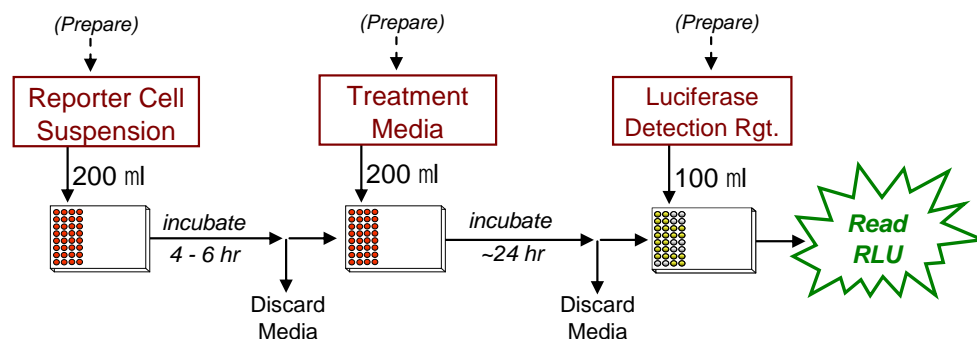 (Prepare)
(Prepare)
(Prepare)
Reporter Cell
Suspension
Treatment
Media
Luciferase
Detection Rgt.
200 ㎖
200 ㎖
100 ㎖
incubate
4 - 6 hr
incubate
~24 hr
Read
RLU
Discard
Media
Discard
Media